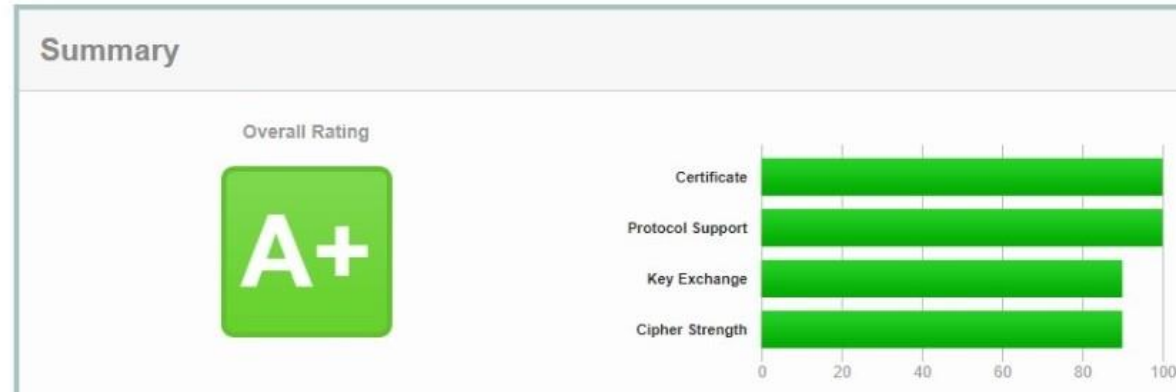 Summary
Overall Rating
A+
Certificate
Protocol Support
Key Exchange
Cipher Strength
0 20 40 60 80 100